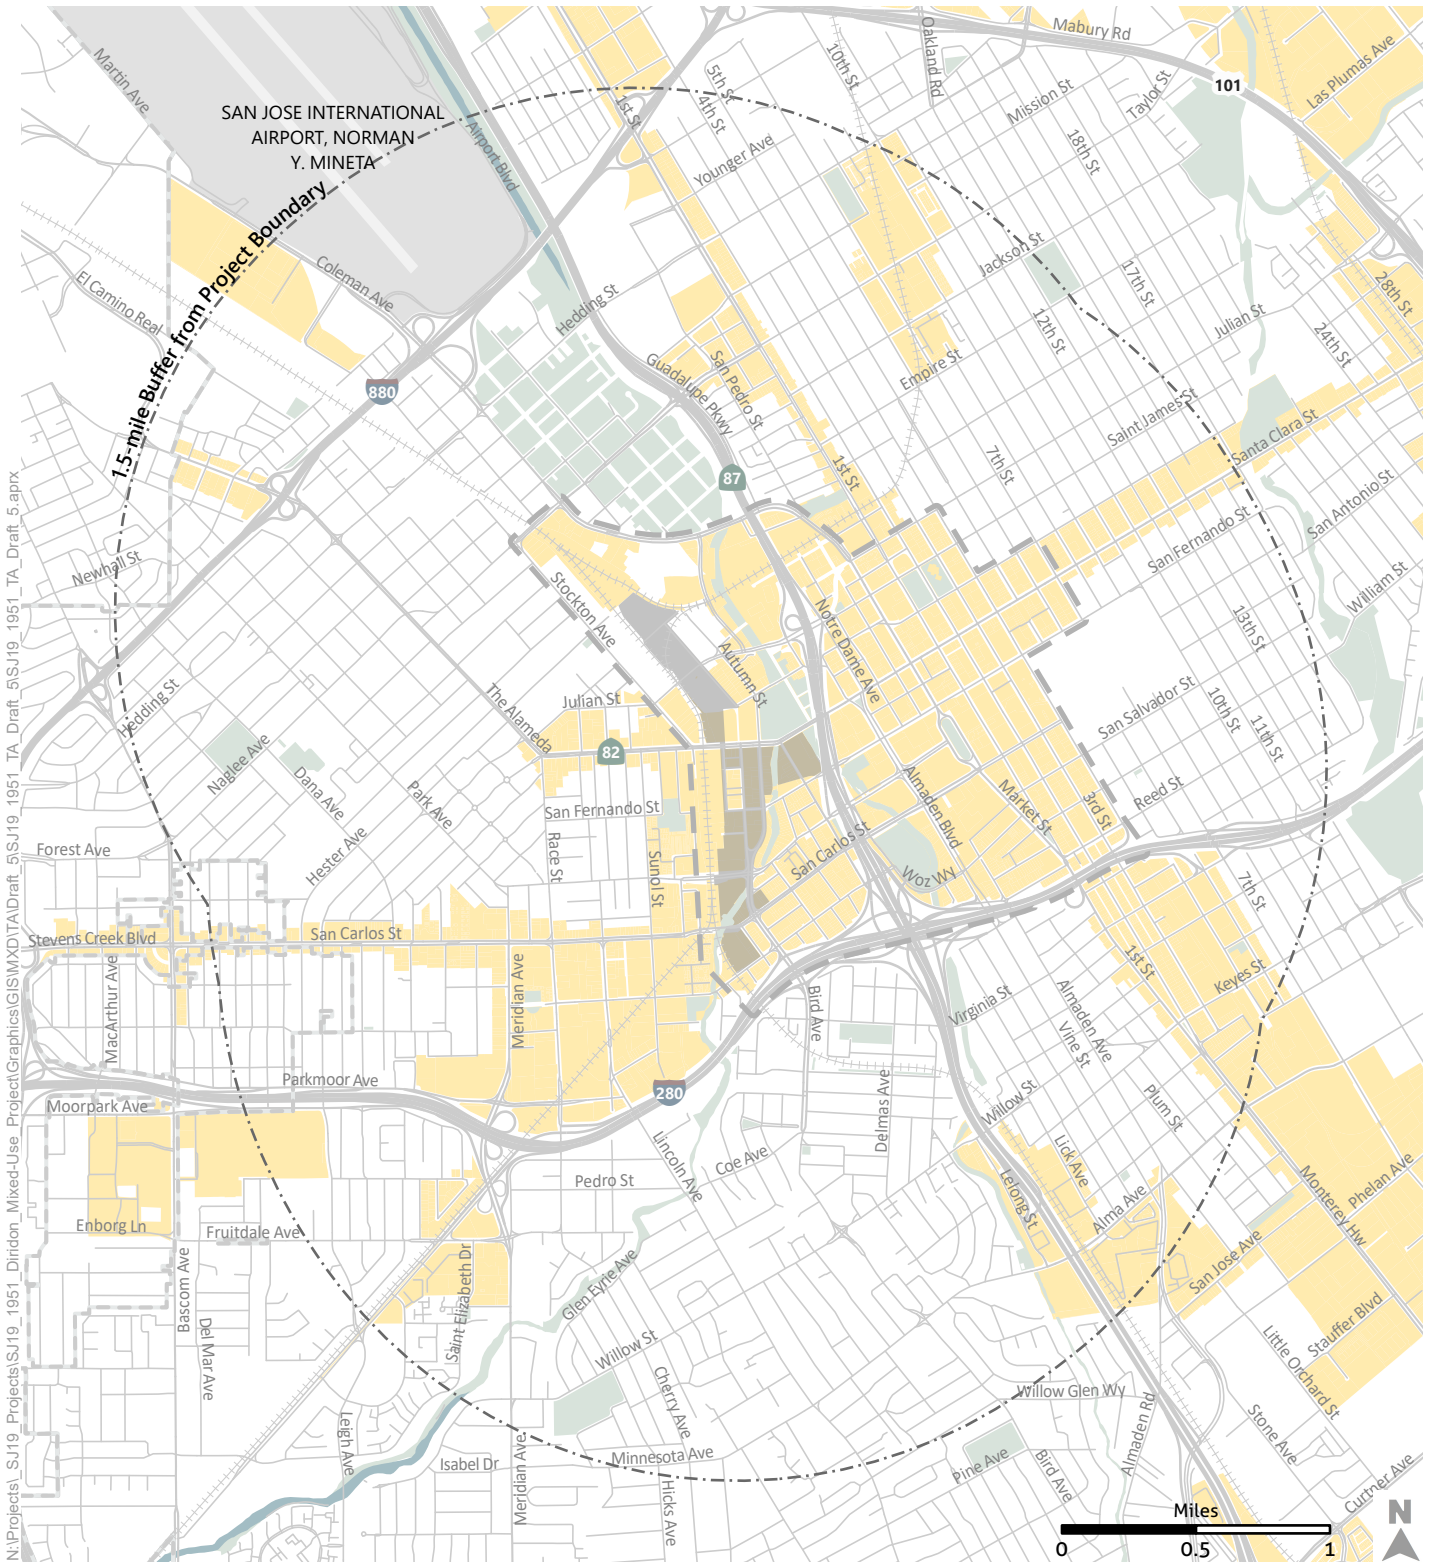 Mabury Rd
Oakland Rd
10th St
Martin Ave
101
Las Plumas Ave
5th St
4th St
1st St
Mission St
Taylor St
SAN JOSE INTERNATIONAL
AIRPORT, NORMAN
Y. MINETA
Airport Blvd
Younger Ave
18th St
1.5-mile Buffer from Project Boundary
Jackson St
17th St
28th St
El Camino Real
Coleman Ave
Hedding St
Julian St
12th St
24th St
Guadalupe Pkwy
San Pedro St
Empire St
880
Saint James St
Santa Clara St
1st St
7th St
87
San Antonio St
San Fernando St
Newhall St
Stockton Ave
William St
Notre Dame Ave
13th St
Autumn St
Hedding St
Julian St
The Alameda
San Salvador St
10th St
11th St
82
Naglee Ave
Dana Ave
Park Ave
Almaden Blvd
Market St
3rd St
Reed St
San Fernando St
Race St
Forest Ave
Hester Ave
Sunol St
San Carlos St
Woz Wy
7th St
Stevens Creek Blvd
San Carlos St
1st St
Keyes St
MacArthur Ave
Meridian Ave
Bird Ave
Virginia St
Almaden Ave
Vine St
Parkmoor Ave
280
Moorpark Ave
Delmas Ave
Willow St
Plum St
Lincoln Ave
Coe Ave
Lick Ave
Pedro St
Lelong St
Alma Ave
Monterey Hw
Phelan Ave
Enborg Ln
Fruitdale Ave
San Jose Ave
Bascom Ave
Saint Elizabeth Dr
Glen Eyrie Ave
Stauffer Blvd
Del Mar Ave
Willow St
Little Orchard St
Cherry Ave
Willow Glen Wy
Almaden Rd
Leigh Ave
Stone Ave
Meridian Ave
Minnesota Ave
Isabel Dr
Pine Ave
Bird Ave
Hicks Ave
Curtner Ave
Miles
0 0.5 1
N
N:\Projects\_SJ19_Projects\SJ19_1951_Diridon_Mixed-Use_Project\Graphics\GIS\MXD\TA\Draft_5\SJ19_1951_TA_Draft_5\SJ19_1951_TA_Draft_5.aprx